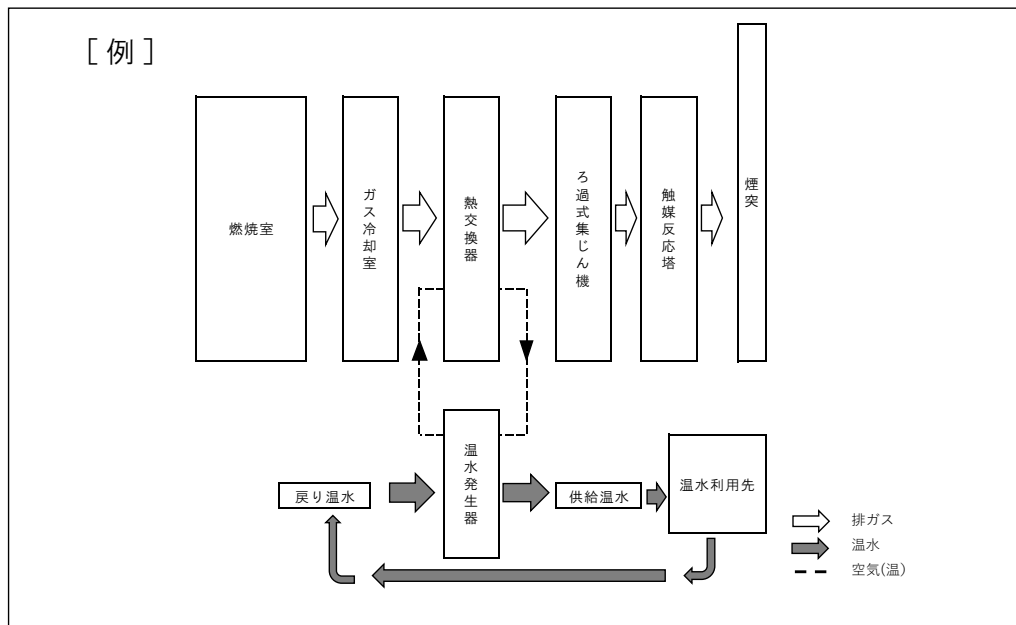 ［例］
燃焼室
ガス冷却室
熱交換器
ろ過式集じん機
触媒反応塔
煙突
戻り温水
温水発生器
供給温水
温水利用先
排ガス
温水
空気(温)